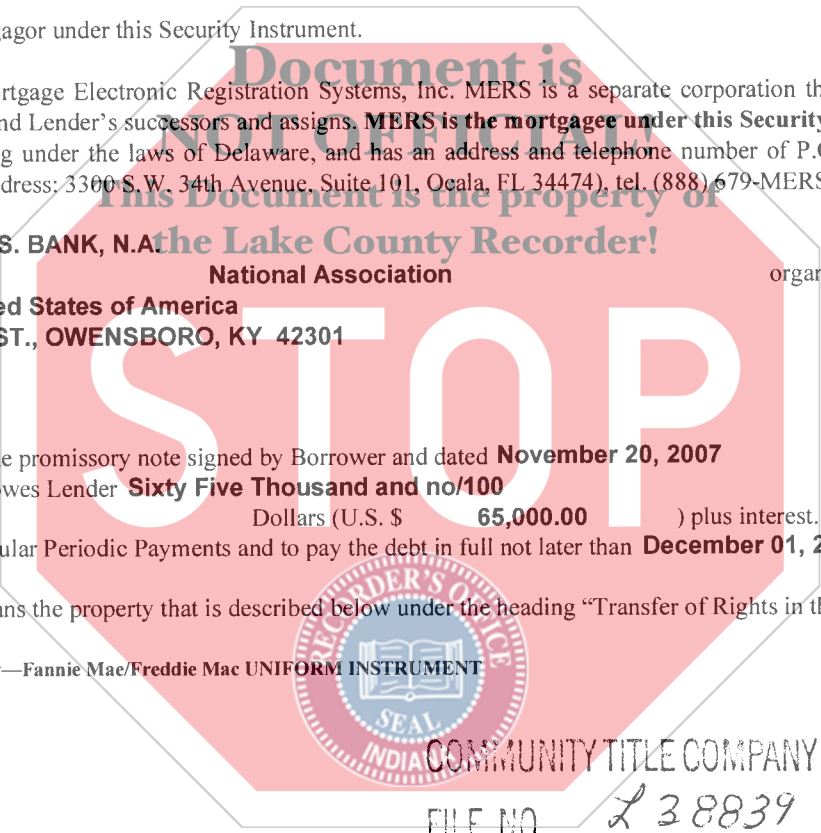 gagor under this Security Instrument.
Document is
rtgage Electronic Registration Systems, Inc. MERS is a separate corporation th
nd Lender's successors and assigns. MERS is the mortgagee under this Security
NOT OFFICIAL!
g under the laws of Delaware, and has an address and telephone number of P.O
dress: 3300 S.W. 34th Avenue, Suite 101, Ocala, FL 34474), tel. (888) 679-MERS
This Document is the property of
the Lake County Recorder!
S. BANK, N.A.
National Association organ
ed States of America
ST., OWENSBORO, KY 42301
STOP
e promissory note signed by Borrower and dated November 20, 2007
owes Lender Sixty Five Thousand and no/100
Dollars (U.S. $ 65,000.00 ) plus interest.
ular Periodic Payments and to pay the debt in full not later than December 01, 2
ans the property that is described below under the heading “Transfer of Rights in th
—Fannie Mae/Freddie Mac UNIFORM INSTRUMENT
RECORDER'S OFFICE
SEAL
INDIANA
COMMUNITY TITLE COMPANY
FILE NO L 38839